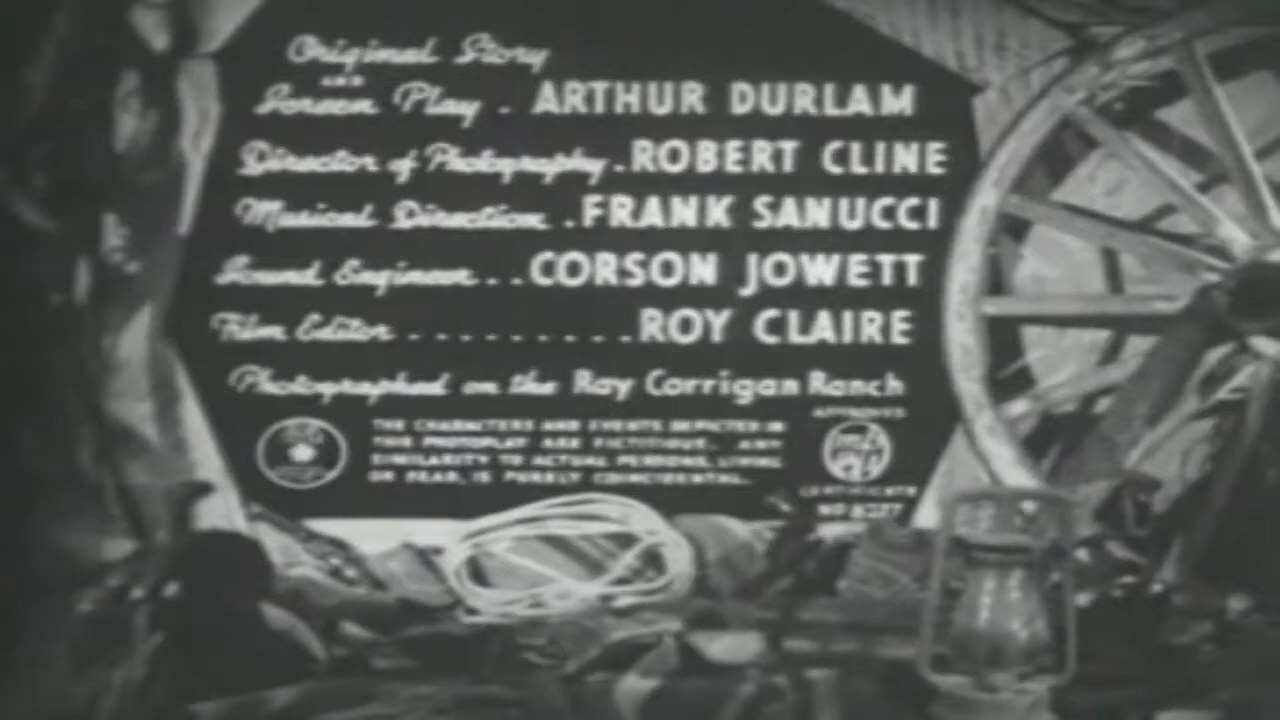 Original Story
AND
Screen Play . ARTHUR DURLAM
Director of Photography . ROBERT CLINE
Musical Direction . FRANK SANUCCI
Sound Engineer . . CORSON JOWETT
Film Editor . . . . . . . . . . ROY CLAIRE
Photographed on the Ray Corrigan Ranch
THE CHARACTERS AND EVENTS DEPICTED IN
THIS PHOTOPLAY ARE FICTITIOUS. ANY
SIMILARITY TO ACTUAL PERSONS, LIVING
OR DEAD, IS PURELY COINCIDENTAL.
APPROVED
CERTIFICATE
NO